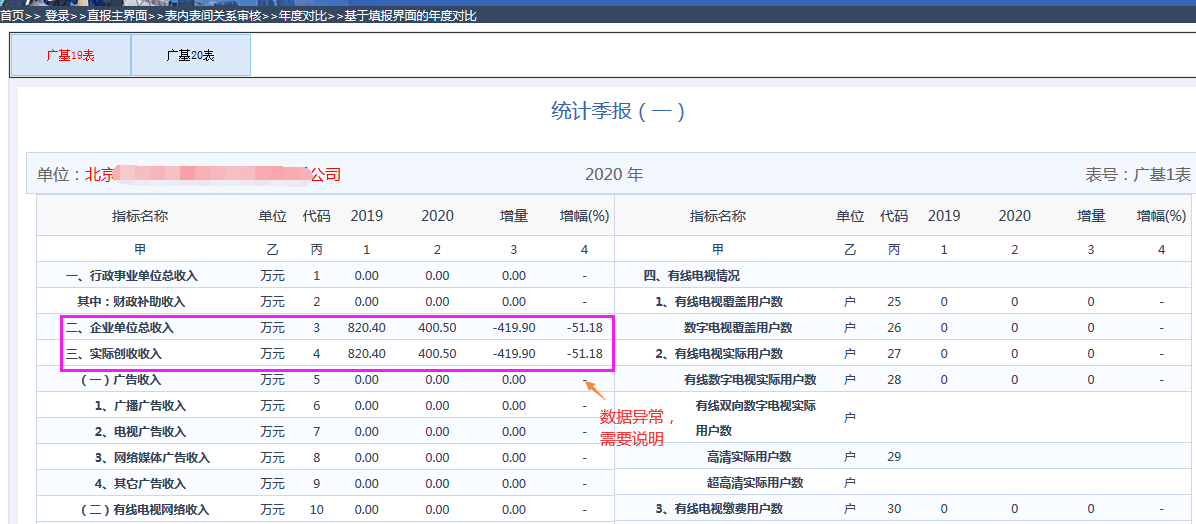 首页>> 登录>>直报主界面>>表内表间关系审核>>年度对比>>基于填报界面的年度对比
广基19表 广基20表
统计季报（一）
单位：北京 公司 2020 年 表号：广基1表
指标名称 单位 代码 2019 2020 增量 增幅(%) 指标名称 单位 代码 2019 2020 增量 增幅(%)
甲 乙 丙 1 2 3 4 甲 乙 丙 1 2 3 4
一、行政事业单位总收入 万元 1 0.00 0.00 0.00 - 四、有线电视情况
其中：财政补助收入 万元 2 0.00 0.00 0.00 - 1、有线电视覆盖用户数 户 25 0 0 0 -
二、企业单位总收入 万元 3 820.40 400.50 -419.90 -51.18 数字电视覆盖用户数 户 26 0 0 0 -
三、实际创收收入 万元 4 820.40 400.50 -419.90 -51.18 2、有线电视实际用户数 户 27 0 0 0 -
（一）广告收入 万元 5 0.00 0.00 0.00 - 有线数字电视实际用户数 户 28 0 0 0 -
1、广播广告收入 万元 6 0.00 0.00 0.00 - 有线双向数字电视实际
用户数 户
数据异常，
需要说明
2、电视广告收入 万元 7 0.00 0.00 0.00 -
3、网络媒体广告收入 万元 8 0.00 0.00 0.00 - 高清实际用户数 户 29
4、其它广告收入 万元 9 0.00 0.00 0.00 - 超高清实际用户数 户
（二）有线电视网络收入 万元 10 0.00 0.00 0.00 - 3、有线电视缴费用户数 户 30 0 0 0 -